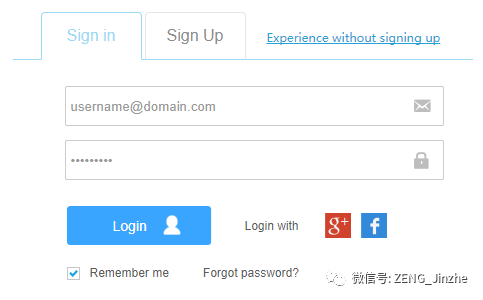 Sign in Sign Up Experience without signing up
username@domain.com
•••••••••
Login Login with g+ f
Remember me Forgot password?
微信号: ZENG_Jinzhe